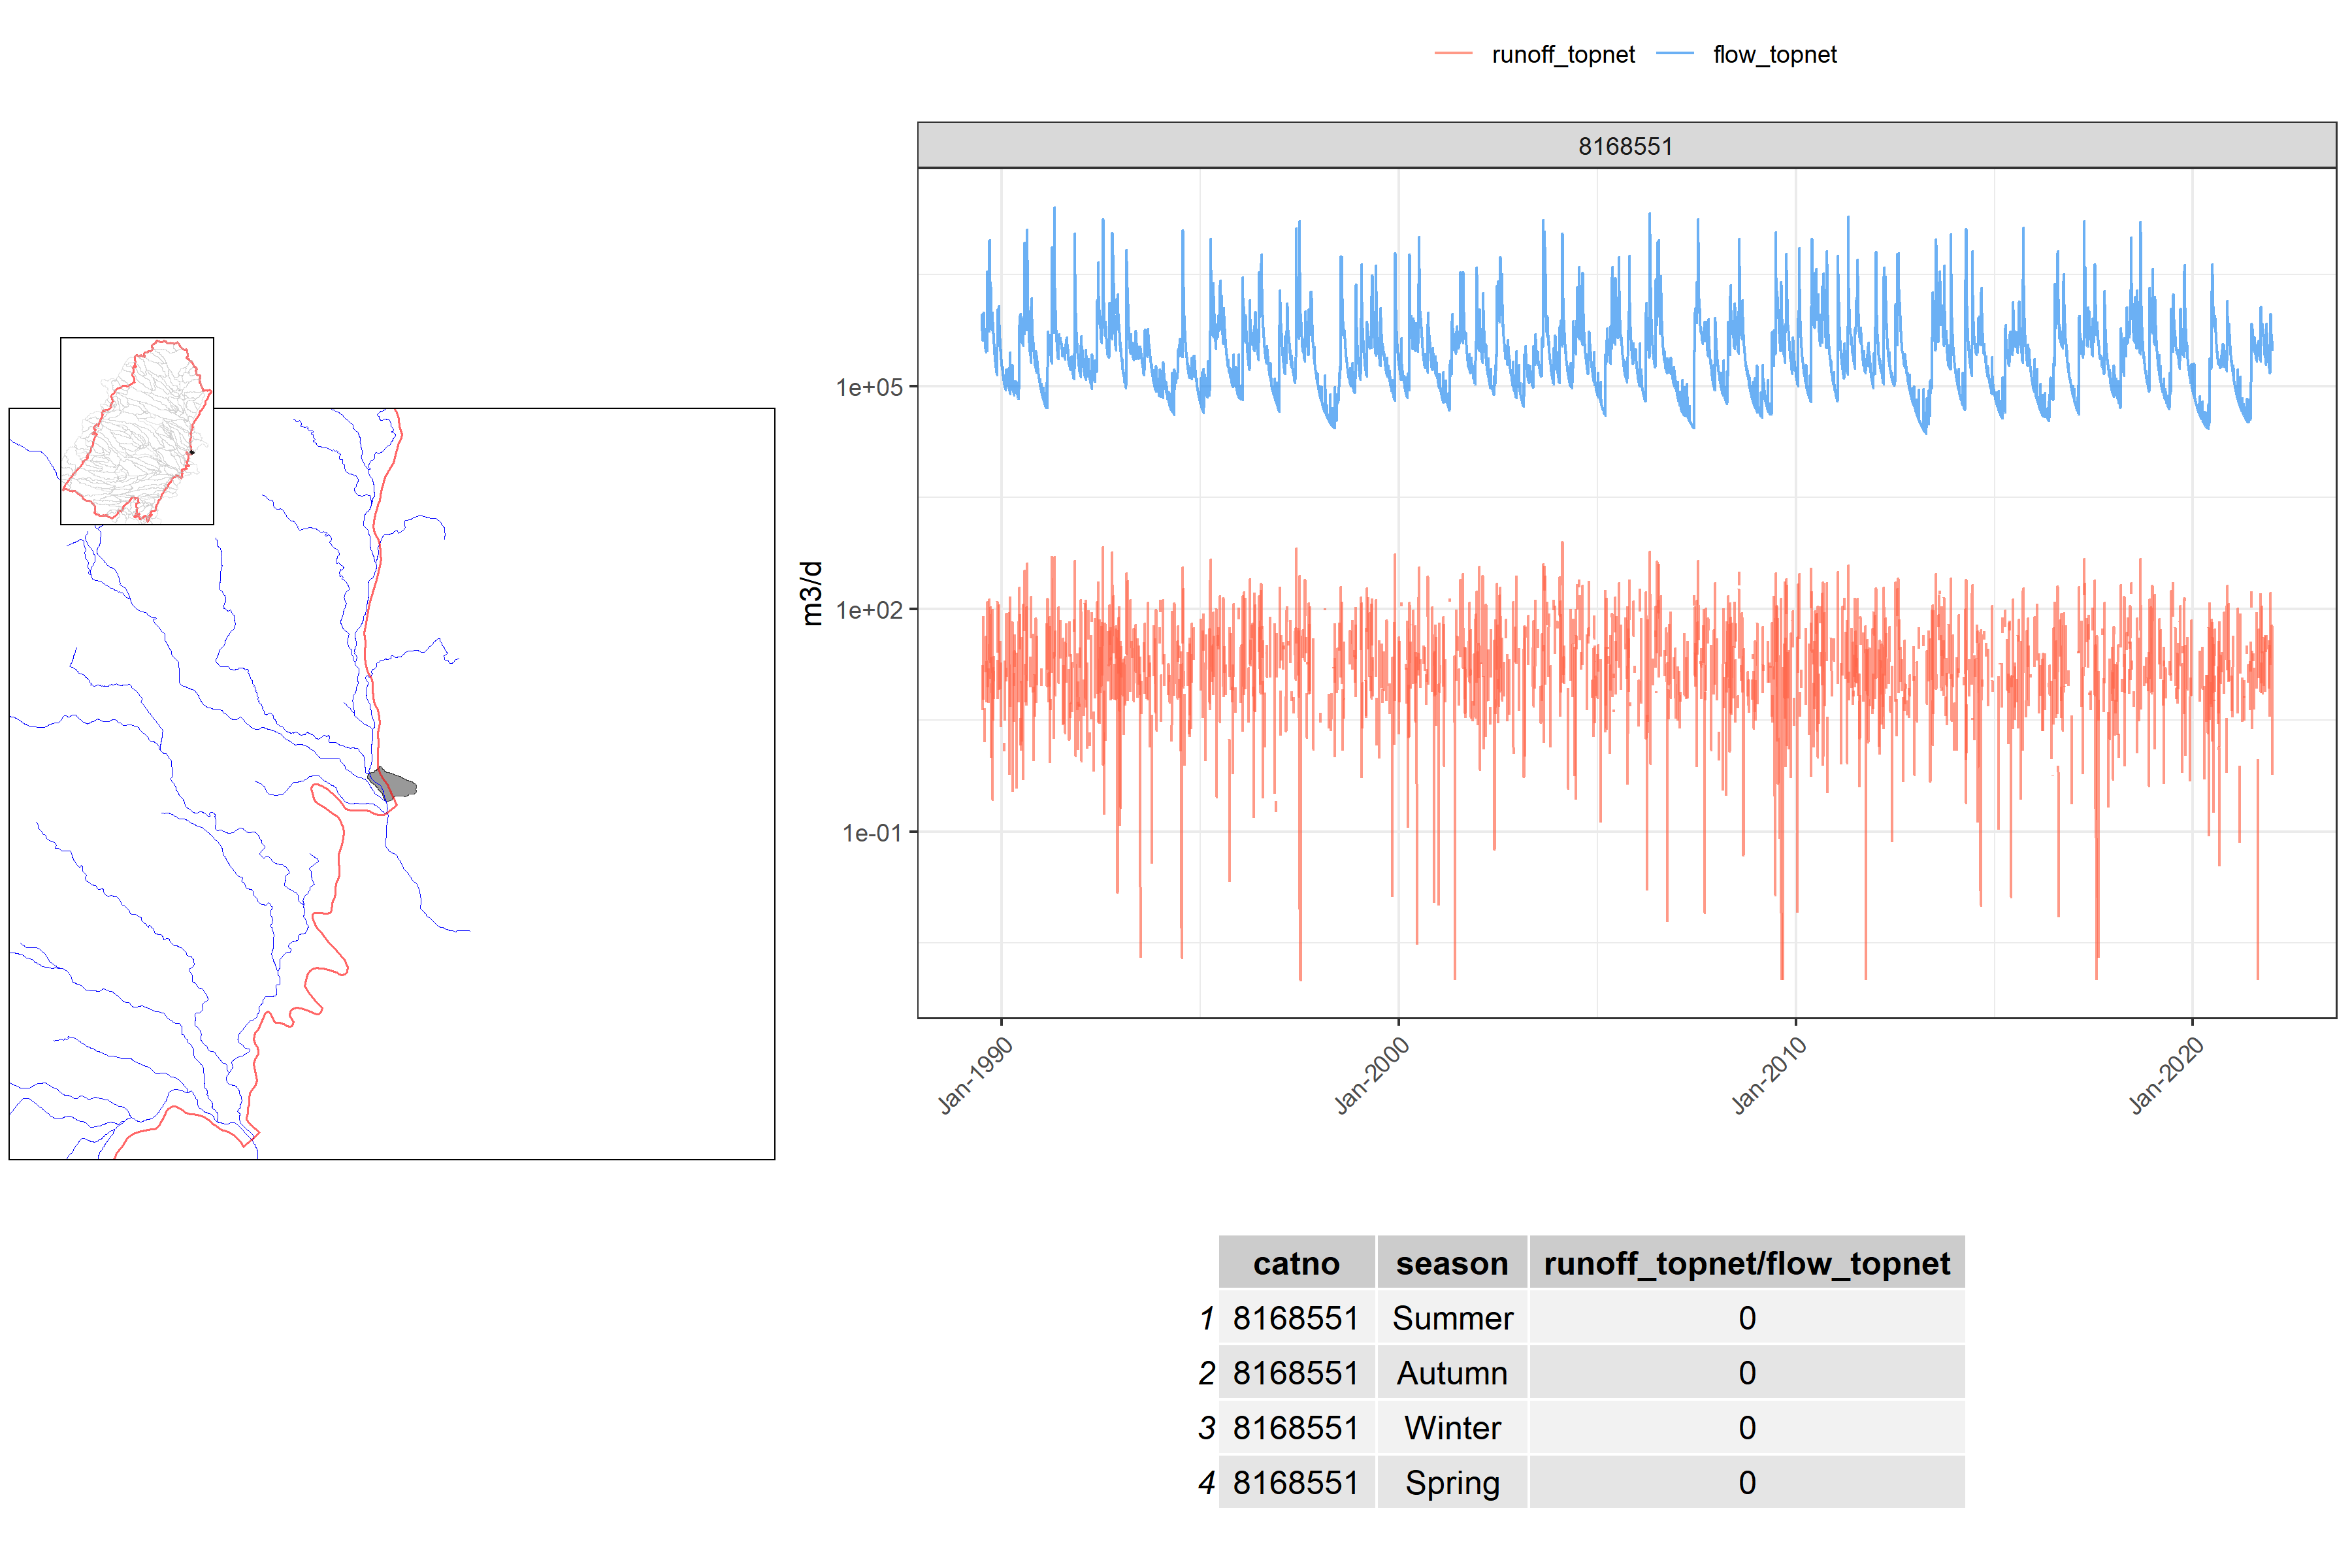 runoff_topnet flow_topnet
8168551
m3/d
1e+05
1e+02
1e-01
Jan-1990 Jan-2000 Jan-2010 Jan-2020
catno season runoff_topnet/flow_topnet
1 8168551 Summer 0
2 8168551 Autumn 0
3 8168551 Winter 0
4 8168551 Spring 0